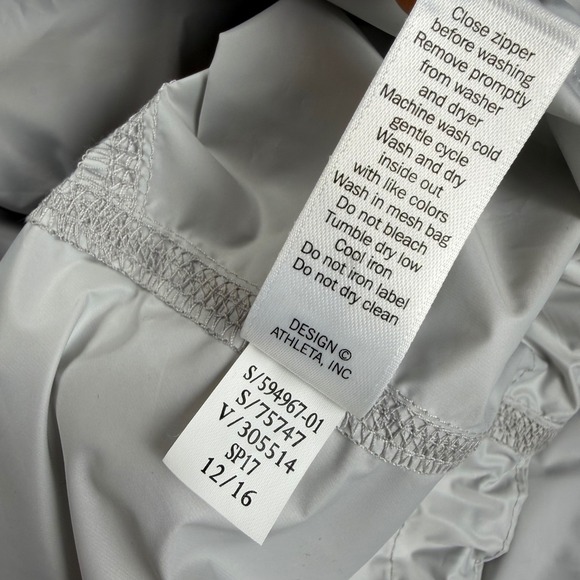 Close zipper
before washing
Remove promptly
from washer
and dryer
Machine wash cold
gentle cycle
Wash and dry
inside out
with like colors
Wash in mesh bag
Do not bleach
Tumble dry low
Cool iron
Do not iron label
Do not dry clean
DESIGN ©
ATHLETA, INC
S/594967-01
S/75747
V/305514
SP17
12/16